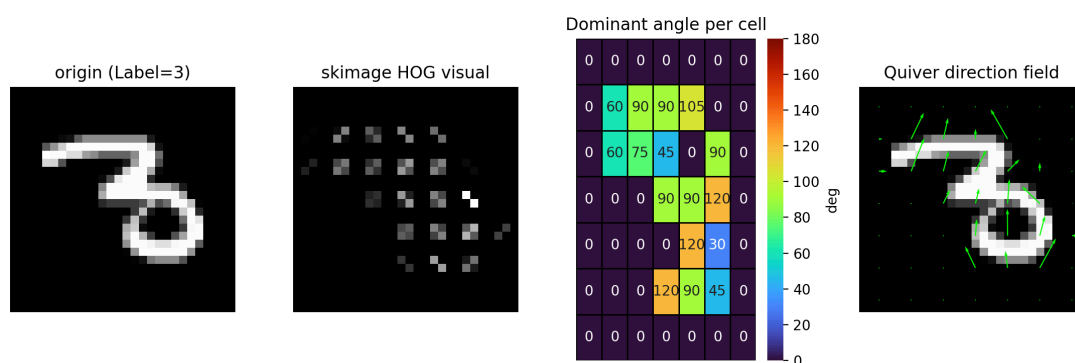 origin (Label=3)
skimage HOG visual
Dominant angle per cell
0 0 0 0 0 0 0
0 60 90 90 105 0 0
0 60 75 45 0 90 0
0 0 0 90 90 120 0
0 0 0 0 120 30 0
0 0 0 120 90 45 0
0 0 0 0 0 0 0
180
160
140
120
100
80
60
40
20
0
deg
Quiver direction field